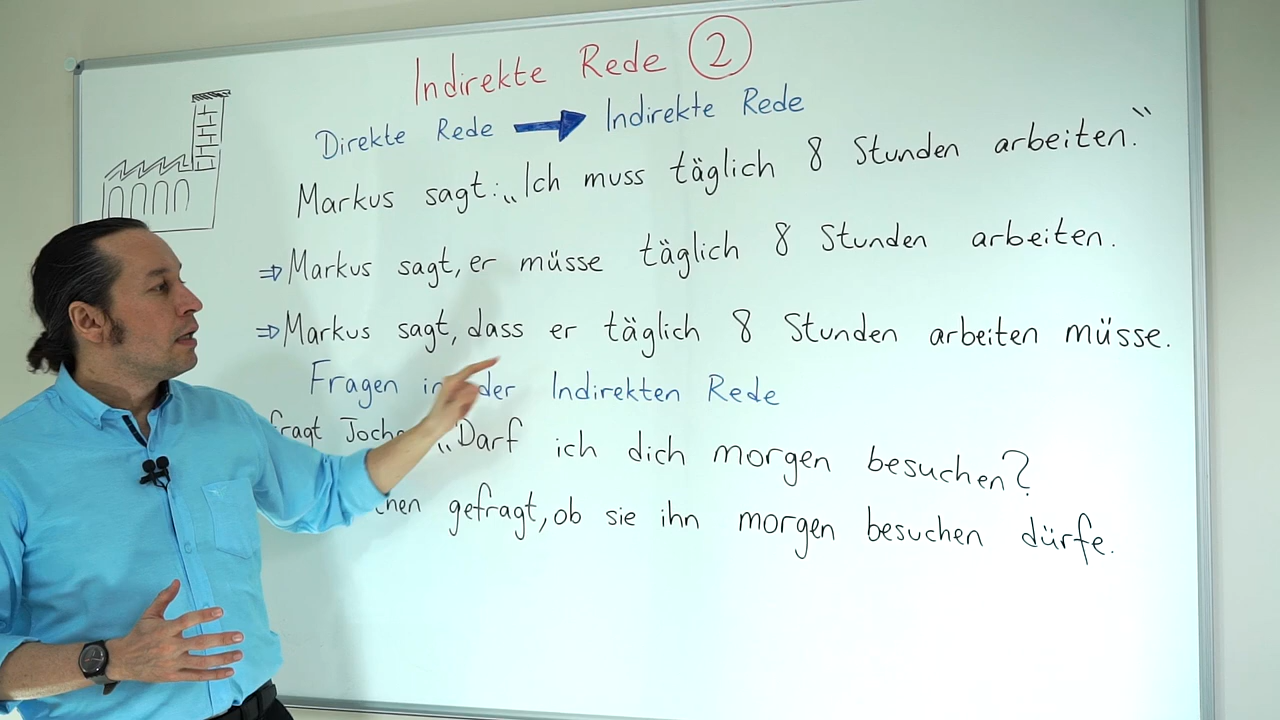 Indirekte Rede 2
Direkte Rede → Indirekte Rede
Markus sagt: „Ich muss täglich 8 Stunden arbeiten."
⇒ Markus sagt, er müsse täglich 8 Stunden arbeiten.
⇒ Markus sagt, dass er täglich 8 Stunden arbeiten müsse.
Fragen in der Indirekten Rede
fragt „Darf ich dich morgen besuchen?
gefragt, ob sie ihn morgen besuchen dürfe.